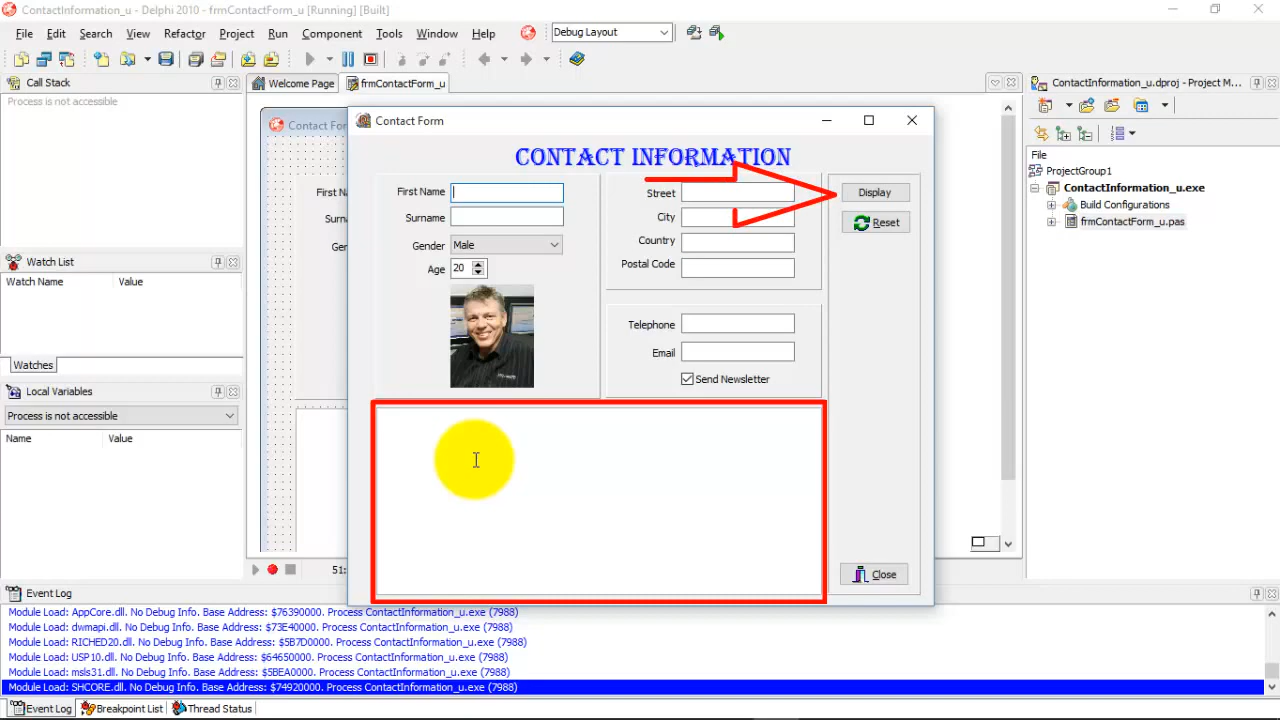 ContactInformation_u - Delphi 2010 - frmContactForm_u [Running] [Built]
File Edit Search View Refactor Project Run Component Tools Window Help Debug Layout
Call Stack
Process is not accessible
Welcome Page frmContactForm_u
ContactInformation_u.dproj - Project M...
File
ProjectGroup1
ContactInformation_u.exe
Build Configurations
frmContactForm_u.pas
Contact For
First Na
Surn
Ger
Contact Form
CONTACT INFORMATION
First Name
Surname
Gender Male
Age 20
Street
City
Country
Postal Code
Telephone
Email
Send Newsletter
Display
Reset
Close
Watch List
Watch Name Value
Watches
Local Variables
Process is not accessible
Name Value
51:
Event Log
Module Load: AppCore.dll. No Debug Info. Base Address: $76390000. Process ContactInformation_u.exe (7988)
Module Load: dwmapi.dll. No Debug Info. Base Address: $73E40000. Process ContactInformation_u.exe (7988)
Module Load: RICHED20.dll. No Debug Info. Base Address: $5B7D0000. Process ContactInformation_u.exe (7988)
Module Load: USP10.dll. No Debug Info. Base Address: $64650000. Process ContactInformation_u.exe (7988)
Module Load: msls31.dll. No Debug Info. Base Address: $5BEA0000. Process ContactInformation_u.exe (7988)
Module Load: SHCORE.dll. No Debug Info. Base Address: $74920000. Process ContactInformation_u.exe (7988)
Event Log Breakpoint List Thread Status